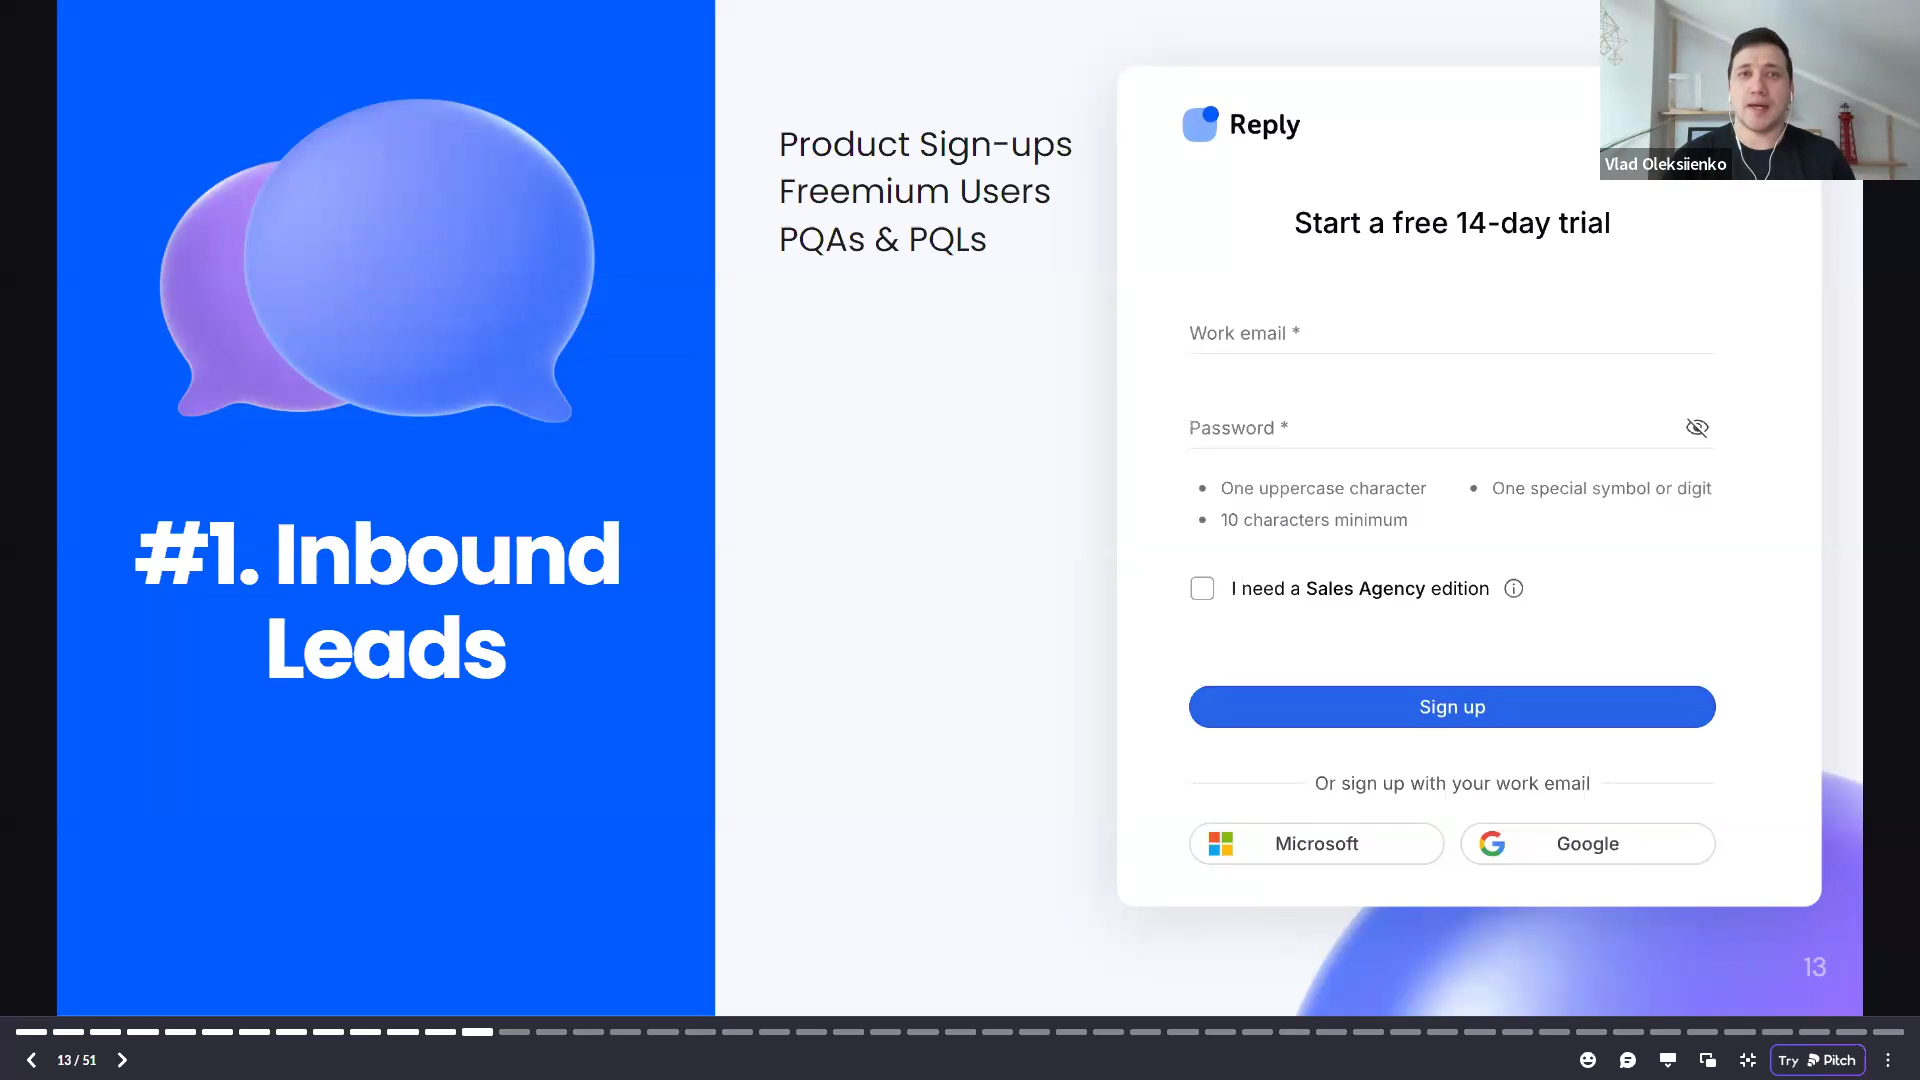 #1. Inbound
Leads
Product Sign-ups
Freemium Users
PQAs & PQLs
Reply
Start a free 14-day trial
Work email *
Password *
One uppercase character
One special symbol or digit
10 characters minimum
I need a Sales Agency edition
Sign up
Or sign up with your work email
Microsoft
Google
13
Vlad Oleksiienko
13 / 51
Try Pitch